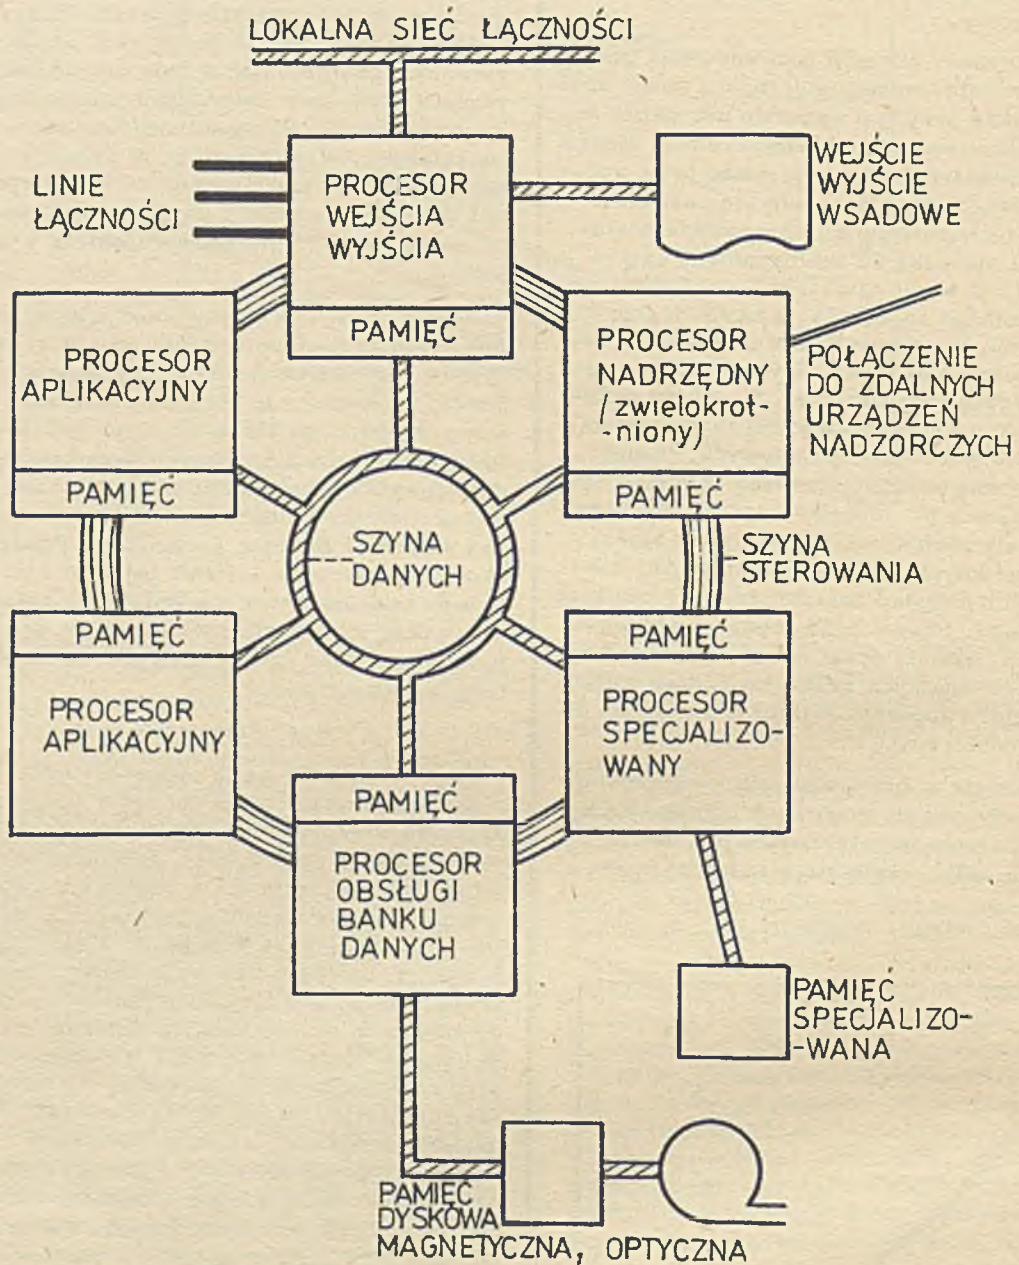 LOKALNA SIEĆ ŁĄCZNOŚCI
LINIE
ŁĄCZNOŚCI
PROCESOR
WEJŚCIA
WYJŚCIA
PAMIĘĆ
WEJŚCIE
WYJŚCIE
WSADOWE
PROCESOR
APLIKACYJNY
PAMIĘĆ
PROCESOR
NADRZĘDNY
/zwielokrot-
-niony/
PAMIĘĆ
POŁĄCZENIE
DO ZDALNYCH
URZĄDZEŃ
NADZORCZYCH
SZYNA
DANYCH
SZYNA
STEROWANIA
PAMIĘĆ
PROCESOR
APLIKACYJNY
PAMIĘĆ
PROCESOR
SPECJALIZO-
WANY
PAMIĘĆ
PROCESOR
OBSŁUGI
BANKU
DANYCH
PAMIĘĆ
SPECJALIZO-
-WANA
PAMIĘĆ
DYSKOWA
MAGNETYCZNA, OPTYCZNA